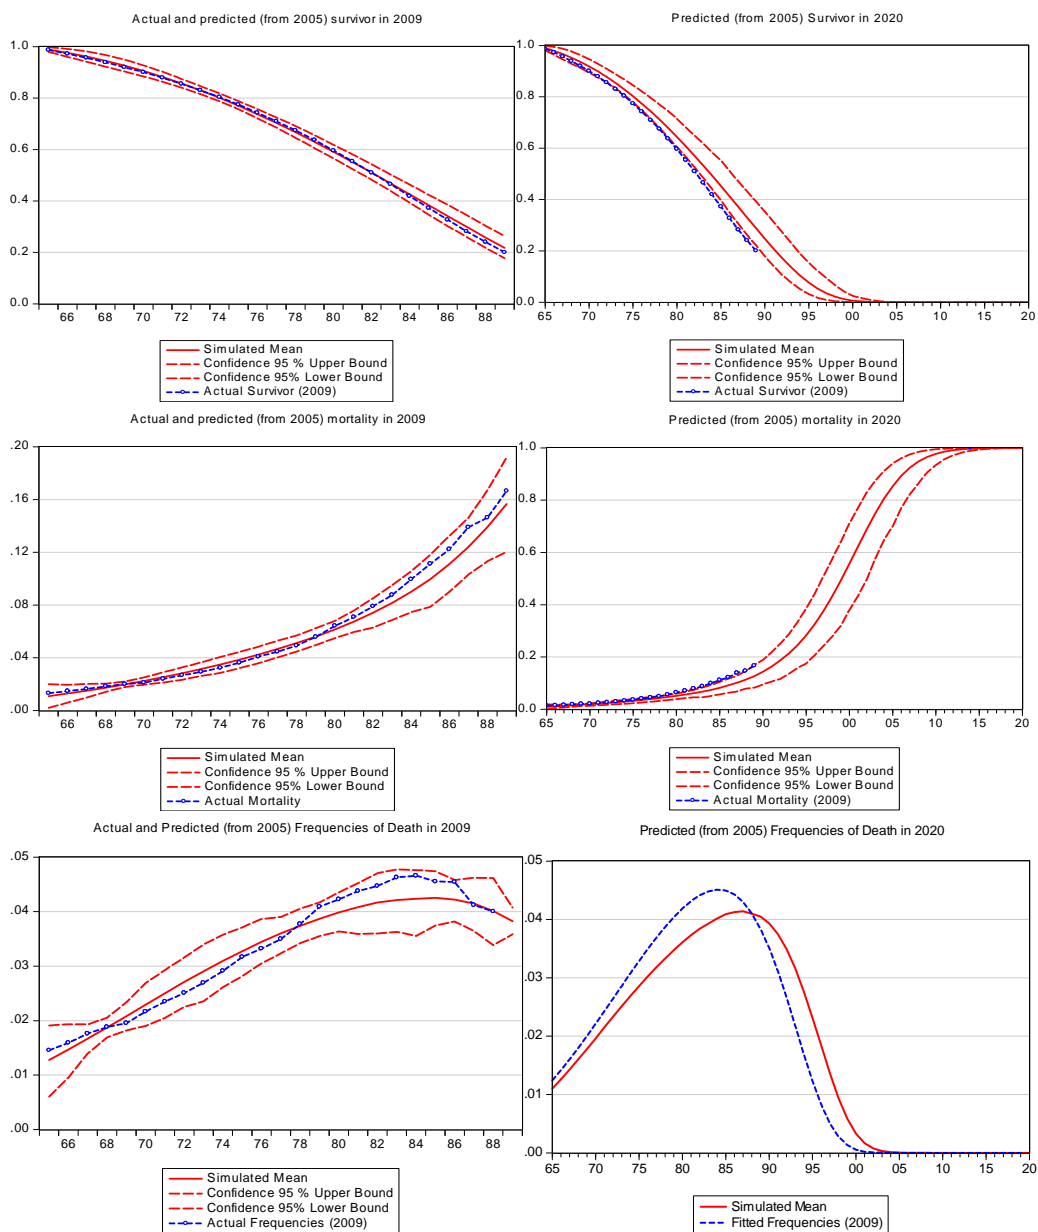 Actual and predicted (from 2005) survivor in 2009
1.0
0.8
0.6
0.4
0.2
0.0
66 68 70 72 74 76 78 80 82 84 86 88
Simulated Mean
Confidence 95 % Upper Bound
Confidence 95% Lower Bound
Actual Survivor (2009)
Predicted (from 2005) Survivor in 2020
1.0
0.8
0.6
0.4
0.2
0.0
65 70 75 80 85 90 95 00 05 10 15 20
Simulated Mean
Confidence 95% Upper Bound
Confidence 95% Lower Bound
Actual Survivor (2009)
Actual and predicted (from 2005) mortality in 2009
.20
.16
.12
.08
.04
.00
66 68 70 72 74 76 78 80 82 84 86 88
Simulated Mean
Confidence 95 % Upper Bound
Confidence 95% Lower Bound
Actual Mortality
Predicted (from 2005) mortality in 2020
1.0
0.8
0.6
0.4
0.2
0.0
65 70 75 80 85 90 95 00 05 10 15 20
Simulated Mean
Confidence 95% Upper Bound
Confidence 95% Lower Bound
Actual Mortality (2009)
Actual and Predicted (from 2005) Frequencies of Death in 2009
.05
.04
.03
.02
.01
.00
66 68 70 72 74 76 78 80 82 84 86 88
Simulated Mean
Confidence 95 % Upper Bound
Confidence 95% Lower Bound
Actual Frequencies (2009)
Predicted (from 2005) Frequencies of Death in 2020
.05
.04
.03
.02
.01
.00
65 70 75 80 85 90 95 00 05 10 15 20
Simulated Mean
Fitted Frequencies (2009)